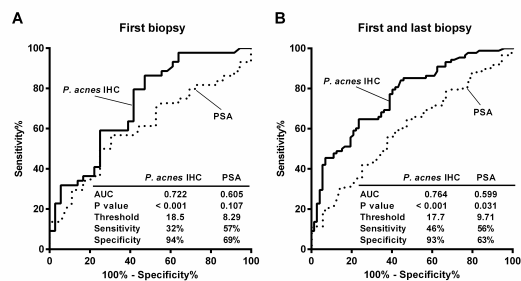 A
First biopsy
100
80
60
40
20
0
Sensitivity%
P. acnes IHC
PSA
P. acnes IHC PSA
AUC 0.722 0.605
P value < 0.001 0.107
Threshold 18.5 8.29
Sensitivity 32% 57%
Specificity 94% 69%
0 20 40 60 80 100
100% - Specificity%
B
First and last biopsy
100
80
60
40
20
0
Sensitivity%
P. acnes IHC
PSA
P. acnes IHC PSA
AUC 0.764 0.599
P value < 0.001 0.031
Threshold 17.7 9.71
Sensitivity 46% 56%
Specificity 93% 63%
0 20 40 60 80 100
100% - Specificity%